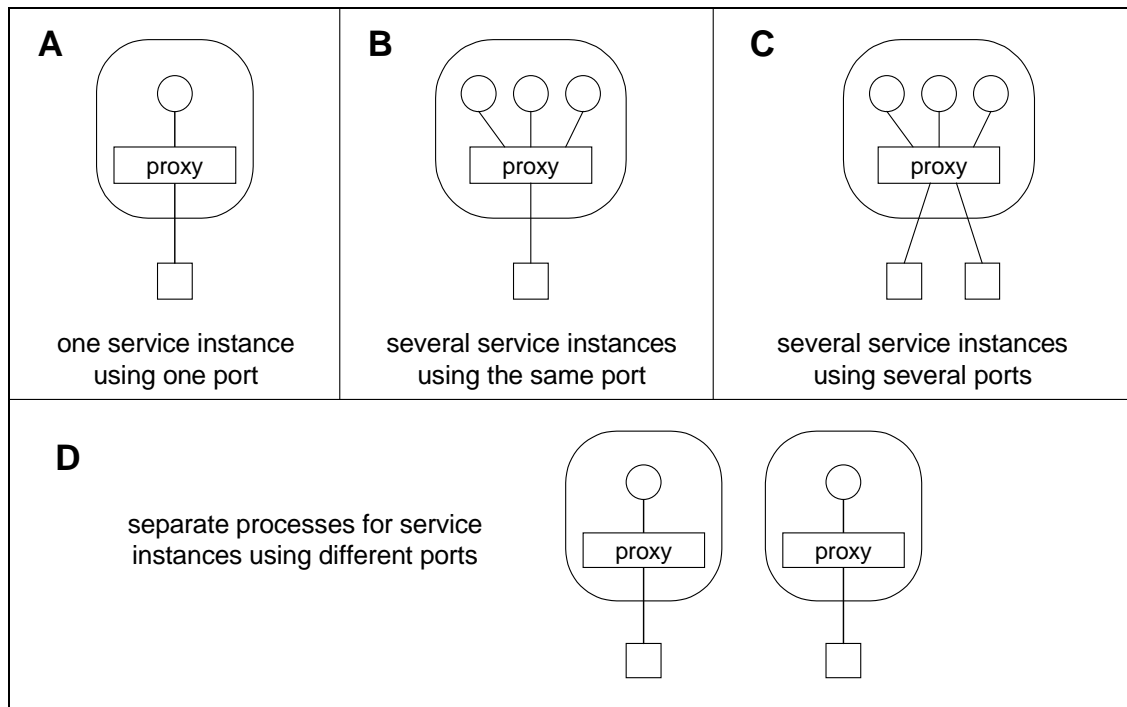 A
proxy
one service instance
using one port
B
proxy
several service instances
using the same port
C
proxy
several service instances
using several ports
D
separate processes for service
instances using different ports
proxy
proxy